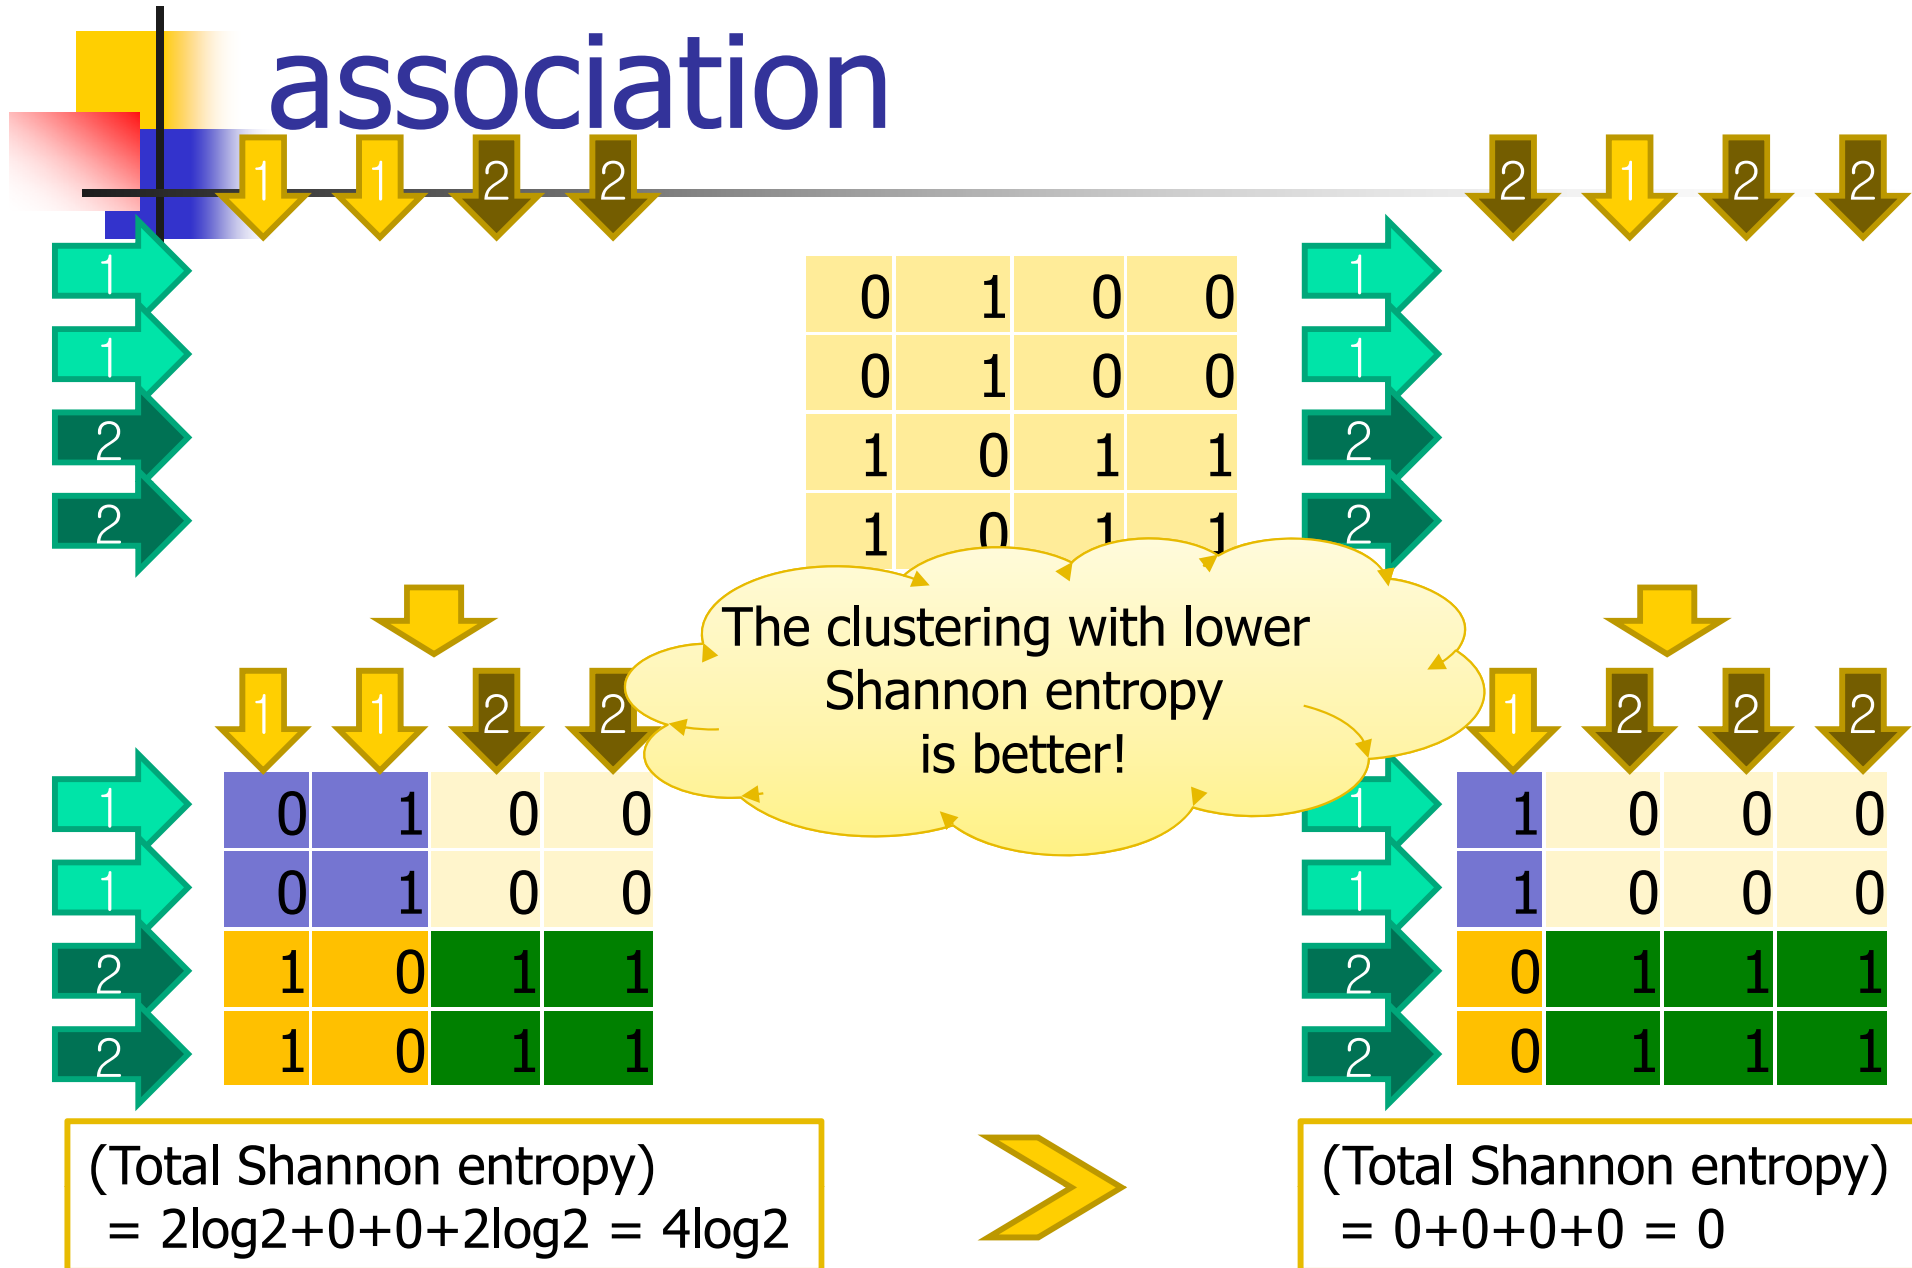 association
1 1 2 2
2 1 2 2
1
1
2
2
0 1 0 0
0 1 0 0
1 0 1 1
1 0 1 1
1
1
2
2
The clustering with lower
Shannon entropy
is better!
1 1 2 2
1
1
2
2
0 1 0 0
0 1 0 0
1 0 1 1
1 0 1 1
1 2 2 2
1
1
2
2
1 0 0 0
1 0 0 0
0 1 1 1
0 1 1 1
(Total Shannon entropy)
= 2log2+0+0+2log2 = 4log2
(Total Shannon entropy)
= 0+0+0+0 = 0